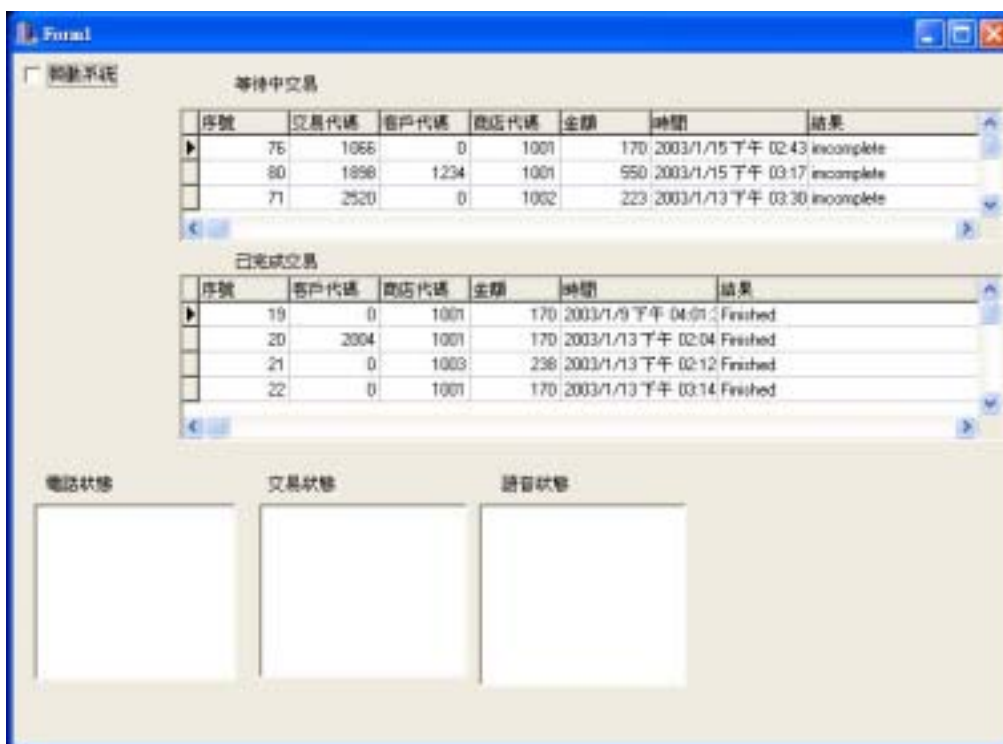 Form1
啟動系統
等待中交易
序號 交易代碼 客戶代碼 商店代碼 金額 時間 結果
76 1066 0 1001 170 2003/1/15 下午 02:43 incomplete
80 1898 1234 1001 550 2003/1/15 下午 03:17 incomplete
71 2520 0 1002 223 2003/1/13 下午 03:30 incomplete
已完成交易
序號 客戶代碼 商店代碼 金額 時間 結果
19 0 1001 170 2003/1/9 下午 04:01: Finished
20 2004 1001 170 2003/1/13 下午 02:04 Finished
21 0 1003 238 2003/1/13 下午 02:12 Finished
22 0 1001 170 2003/1/13 下午 03:14 Finished
電話狀態 交易狀態 語音狀態